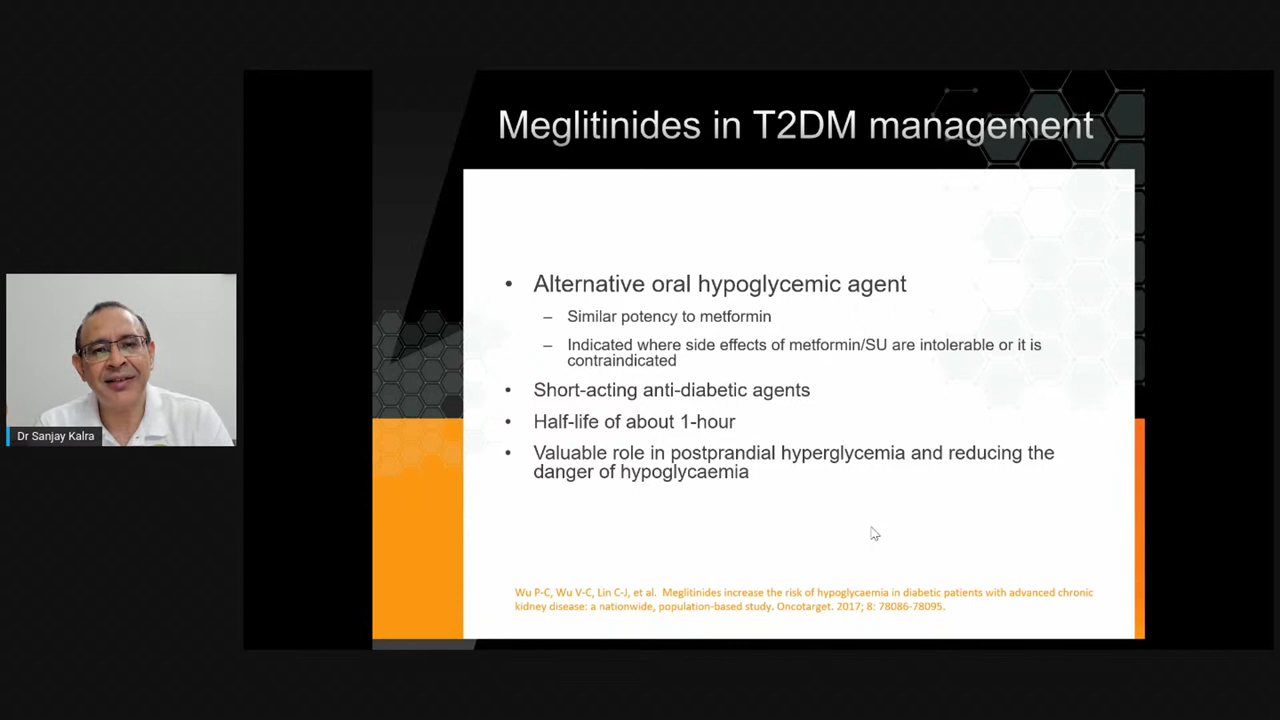 Meglitinides in T2DM management
• Alternative oral hypoglycemic agent
– Similar potency to metformin
– Indicated where side effects of metformin/SU are intolerable or it is
contraindicated
• Short-acting anti-diabetic agents
• Half-life of about 1-hour
• Valuable role in postprandial hyperglycemia and reducing the
danger of hypoglycaemia
Wu P-C, Wu V-C, Lin C-J, et al. Meglitinides increase the risk of hypoglycaemia in diabetic patients with advanced chronic
kidney disease: a nationwide, population-based study. Oncotarget. 2017; 8: 78086-78095.
Dr Sanjay Kalra